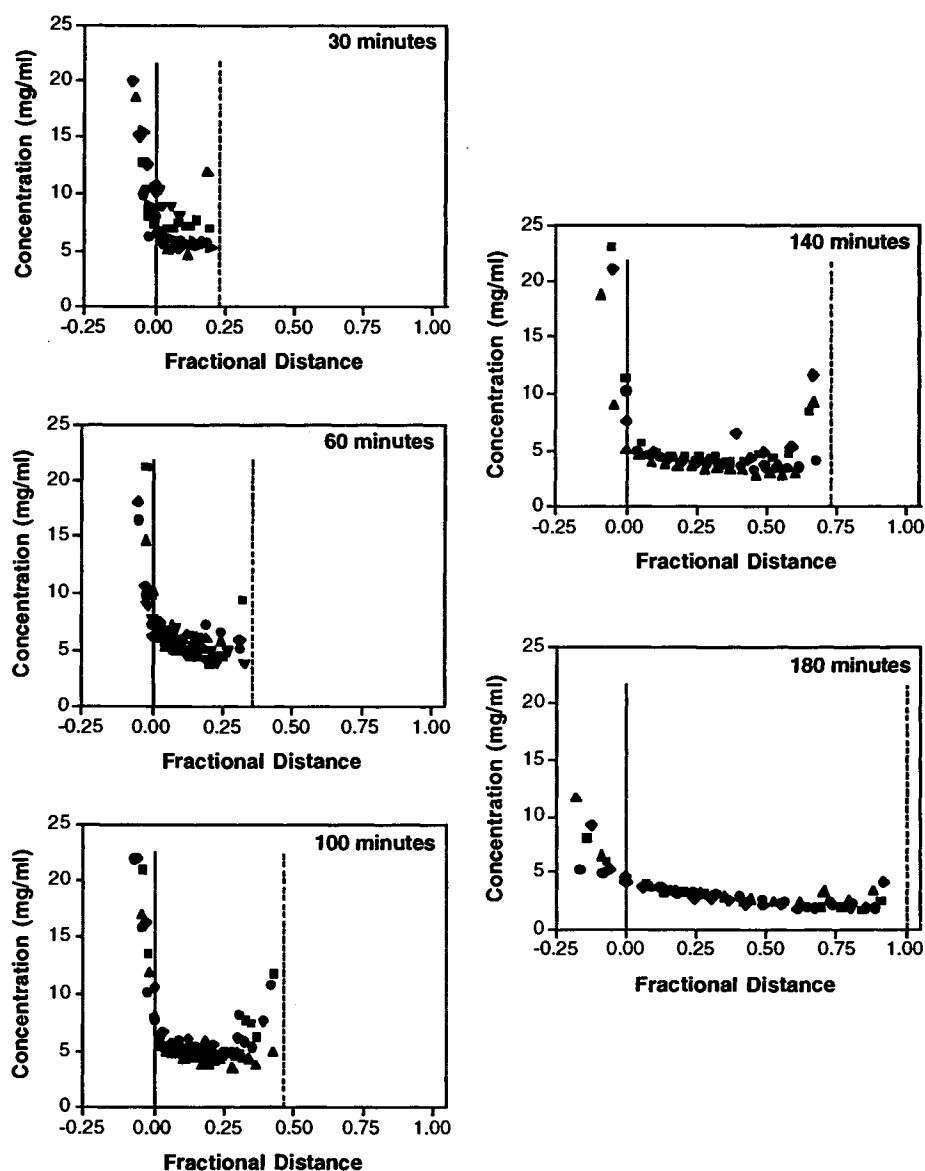 30 minutes
Concentration (mg/ml)
25
20
15
10
5
0
-0.25 0.00 0.25 0.50 0.75 1.00
Fractional Distance
60 minutes
Concentration (mg/ml)
25
20
15
10
5
0
-0.25 0.00 0.25 0.50 0.75 1.00
Fractional Distance
100 minutes
Concentration (mg/ml)
25
20
15
10
5
0
-0.25 0.00 0.25 0.50 0.75 1.00
Fractional Distance
140 minutes
Concentration (mg/ml)
25
20
15
10
5
0
-0.25 0.00 0.25 0.50 0.75 1.00
Fractional Distance
180 minutes
Concentration (mg/ml)
25
20
15
10
5
0
-0.25 0.00 0.25 0.50 0.75 1.00
Fractional Distance